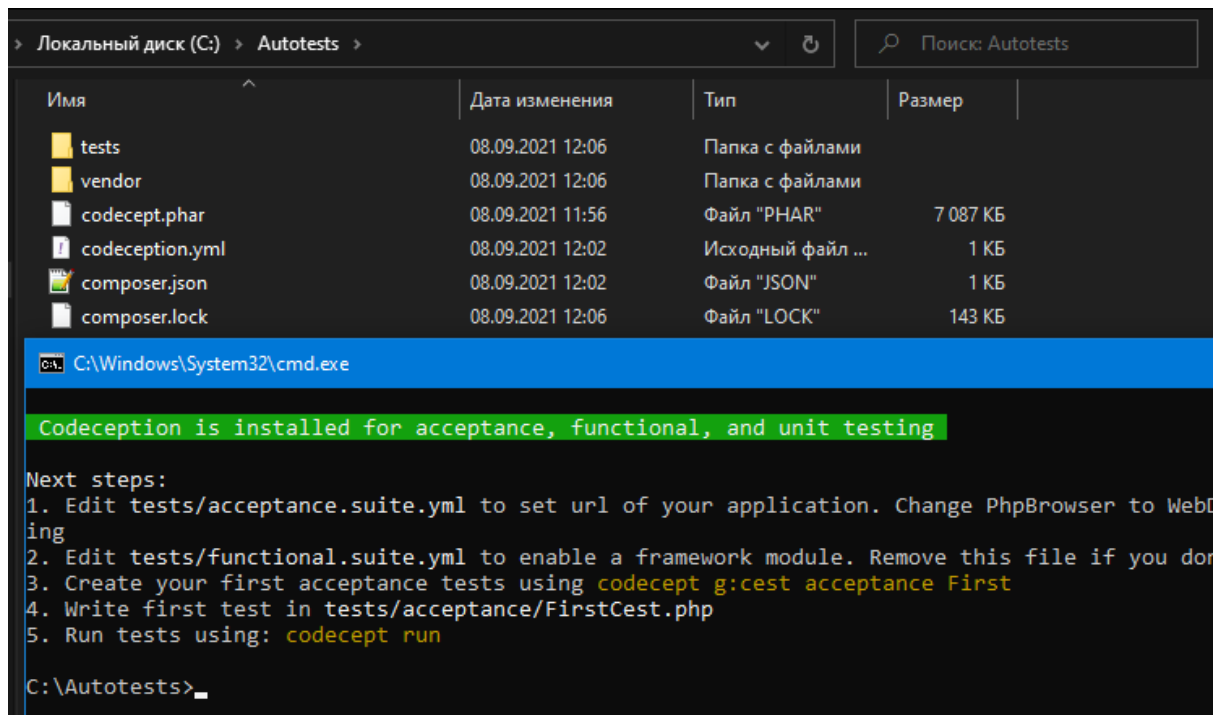 Локальный диск (C:) > Autotests >
Поиск: Autotests
Имя Дата изменения Тип Размер
tests 08.09.2021 12:06 Папка с файлами
vendor 08.09.2021 12:06 Папка с файлами
codecept.phar 08.09.2021 11:56 Файл "PHAR" 7 087 КБ
codeception.yml 08.09.2021 12:02 Исходный файл ... 1 КБ
composer.json 08.09.2021 12:02 Файл "JSON" 1 КБ
composer.lock 08.09.2021 12:06 Файл "LOCK" 143 КБ
C:\Windows\System32\cmd.exe
Codeception is installed for acceptance, functional, and unit testing
Next steps:
1. Edit tests/acceptance.suite.yml to set url of your application. Change PhpBrowser to Web
ing
2. Edit tests/functional.suite.yml to enable a framework module. Remove this file if you don
3. Create your first acceptance tests using codecept g:cest acceptance First
4. Write first test in tests/acceptance/FirstCest.php
5. Run tests using: codecept run
C:\Autotests>_